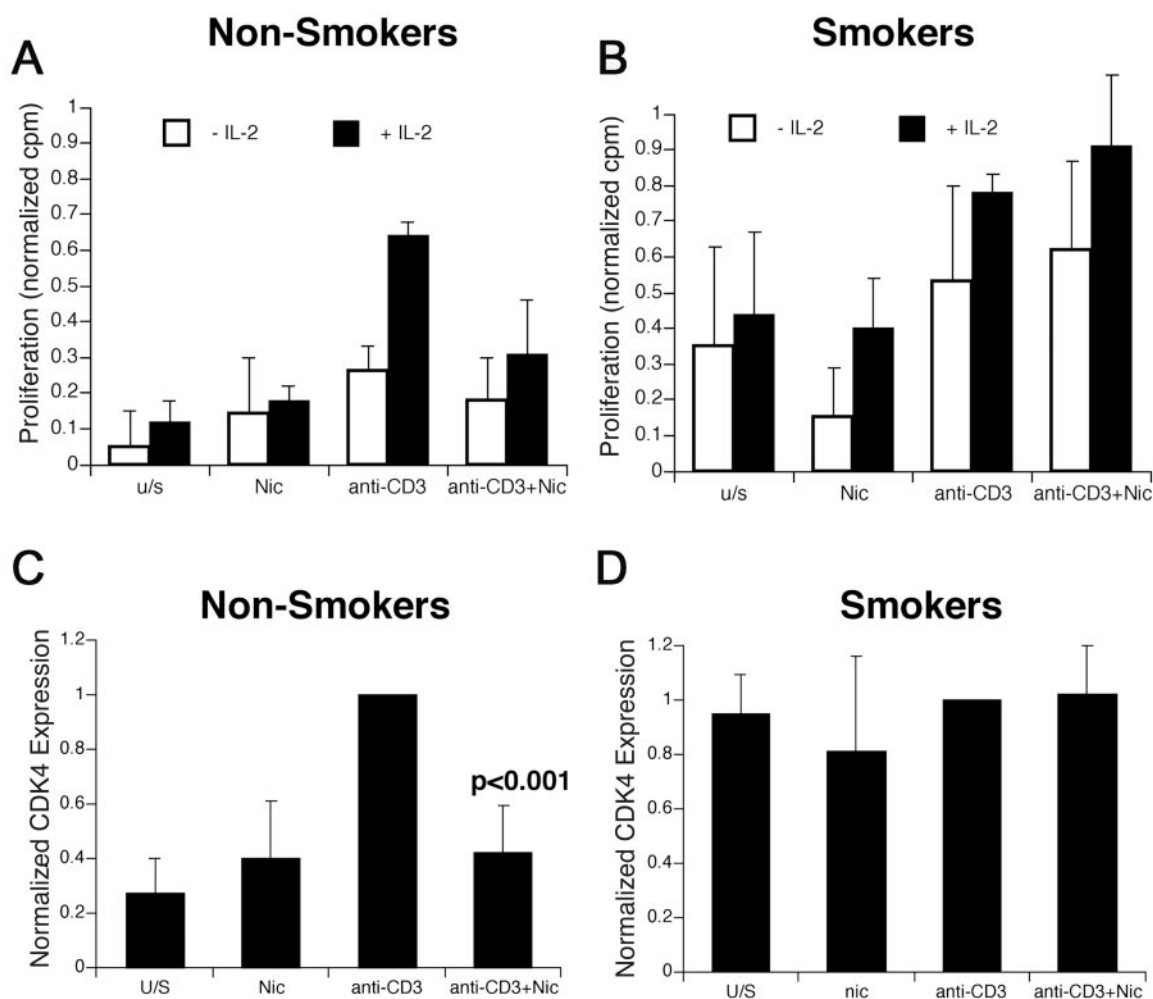 Non-Smokers
A
- IL-2
+ IL-2
Proliferation (normalized cpm)
1
0.9
0.8
0.7
0.6
0.5
0.4
0.3
0.2
0.1
0
u/s
Nic
anti-CD3
anti-CD3+Nic
Smokers
B
- IL-2
+ IL-2
Proliferation (normalized cpm)
1
0.9
0.8
0.7
0.6
0.5
0.4
0.3
0.2
0.1
0
u/s
Nic
anti-CD3
anti-CD3+Nic
C
Non-Smokers
Normalized CDK4 Expression
1.2
1
0.8
0.6
0.4
0.2
0
p<0.001
U/S
Nic
anti-CD3
anti-CD3+Nic
D
Smokers
Normalized CDK4 Expression
1.2
1
0.8
0.6
0.4
0.2
0
U/S
nic
anti-CD3
anti-CD3+Nic